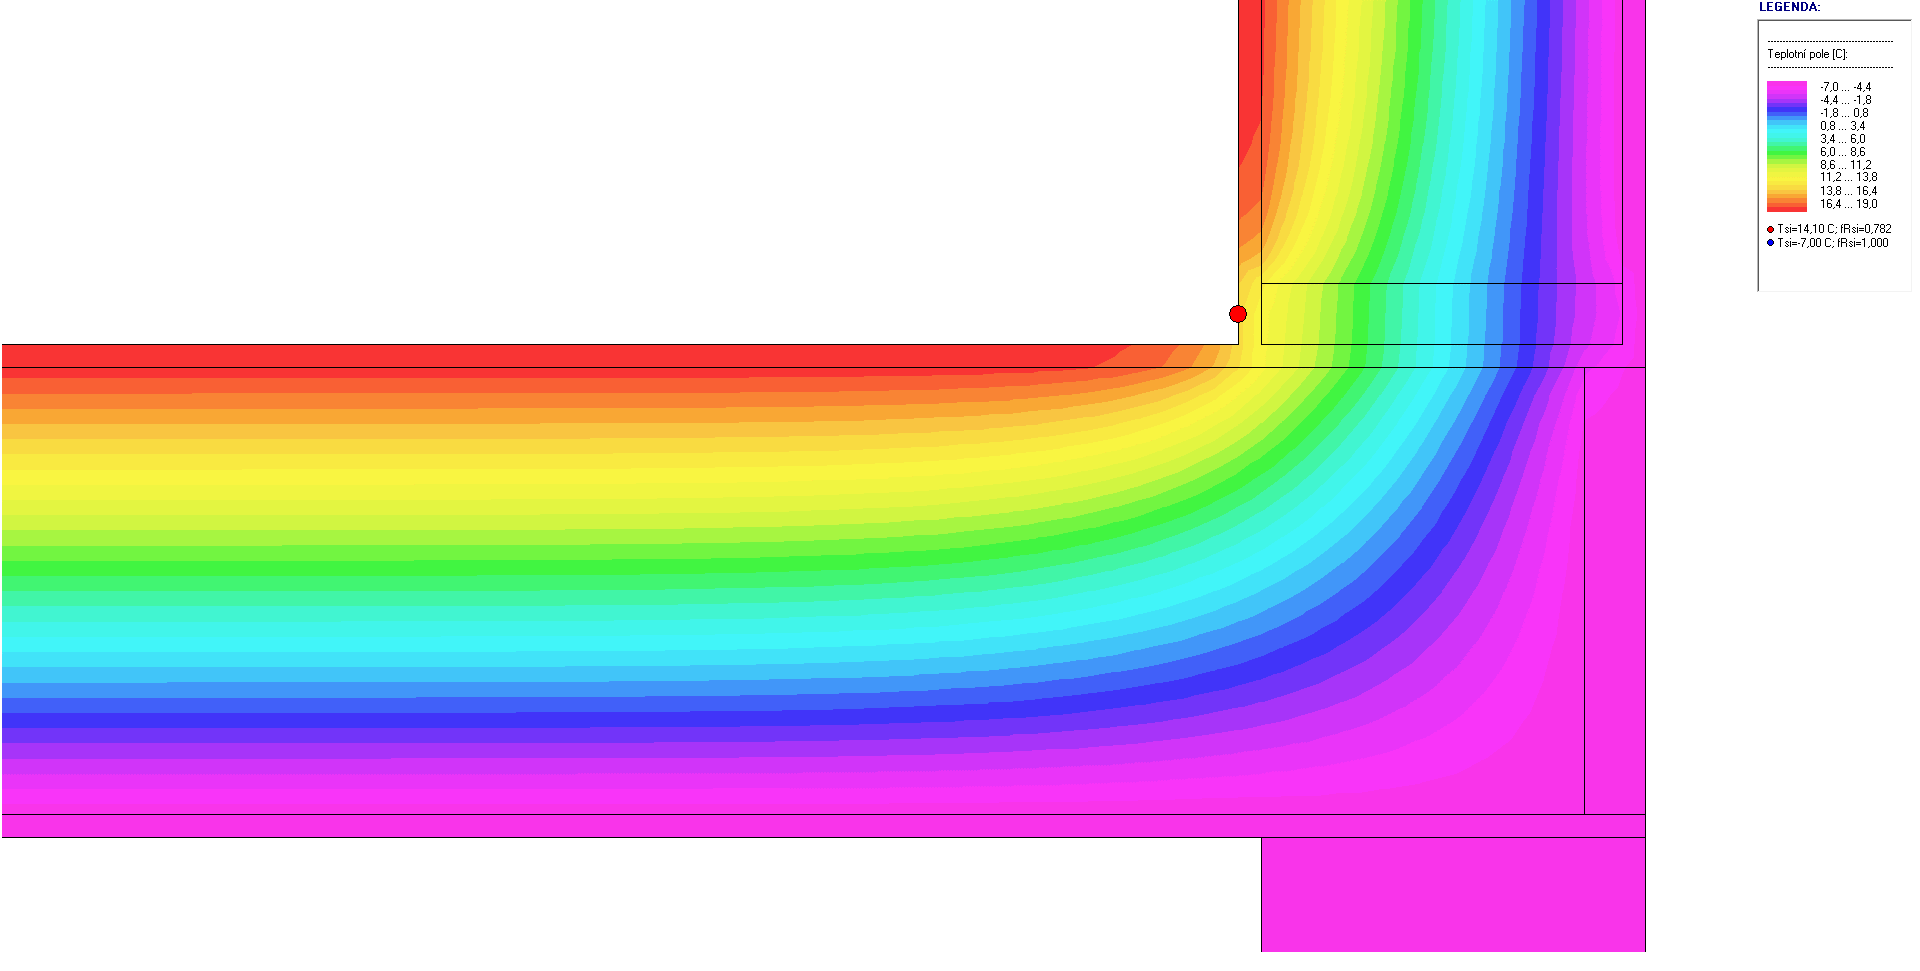 LEGENDA:
Teplotní pole [C]:
-7,0 ... -4,4
-4,4 ... -1,8
-1,8 ... 0,8
0,8 ... 3,4
3,4 ... 6,0
6,0 ... 8,6
8,6 ... 11,2
11,2 ... 13,8
13,8 ... 16,4
16,4 ... 19,0
Tsi=14,10 C; fRsi=0,782
Tsi=-7,00 C; fRsi=1,000